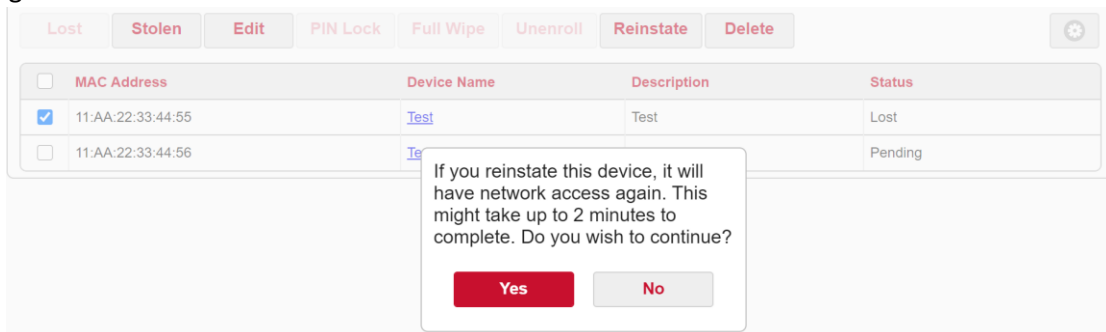 Lost Stolen Edit PIN Lock Full Wipe Unenroll Reinstate Delete
MAC Address Device Name Description Status
11:AA:22:33:44:55 Test Test Lost
11:AA:22:33:44:56 Te Pending
If you reinstate this device, it will
have network access again. This
might take up to 2 minutes to
complete. Do you wish to continue?
Yes No